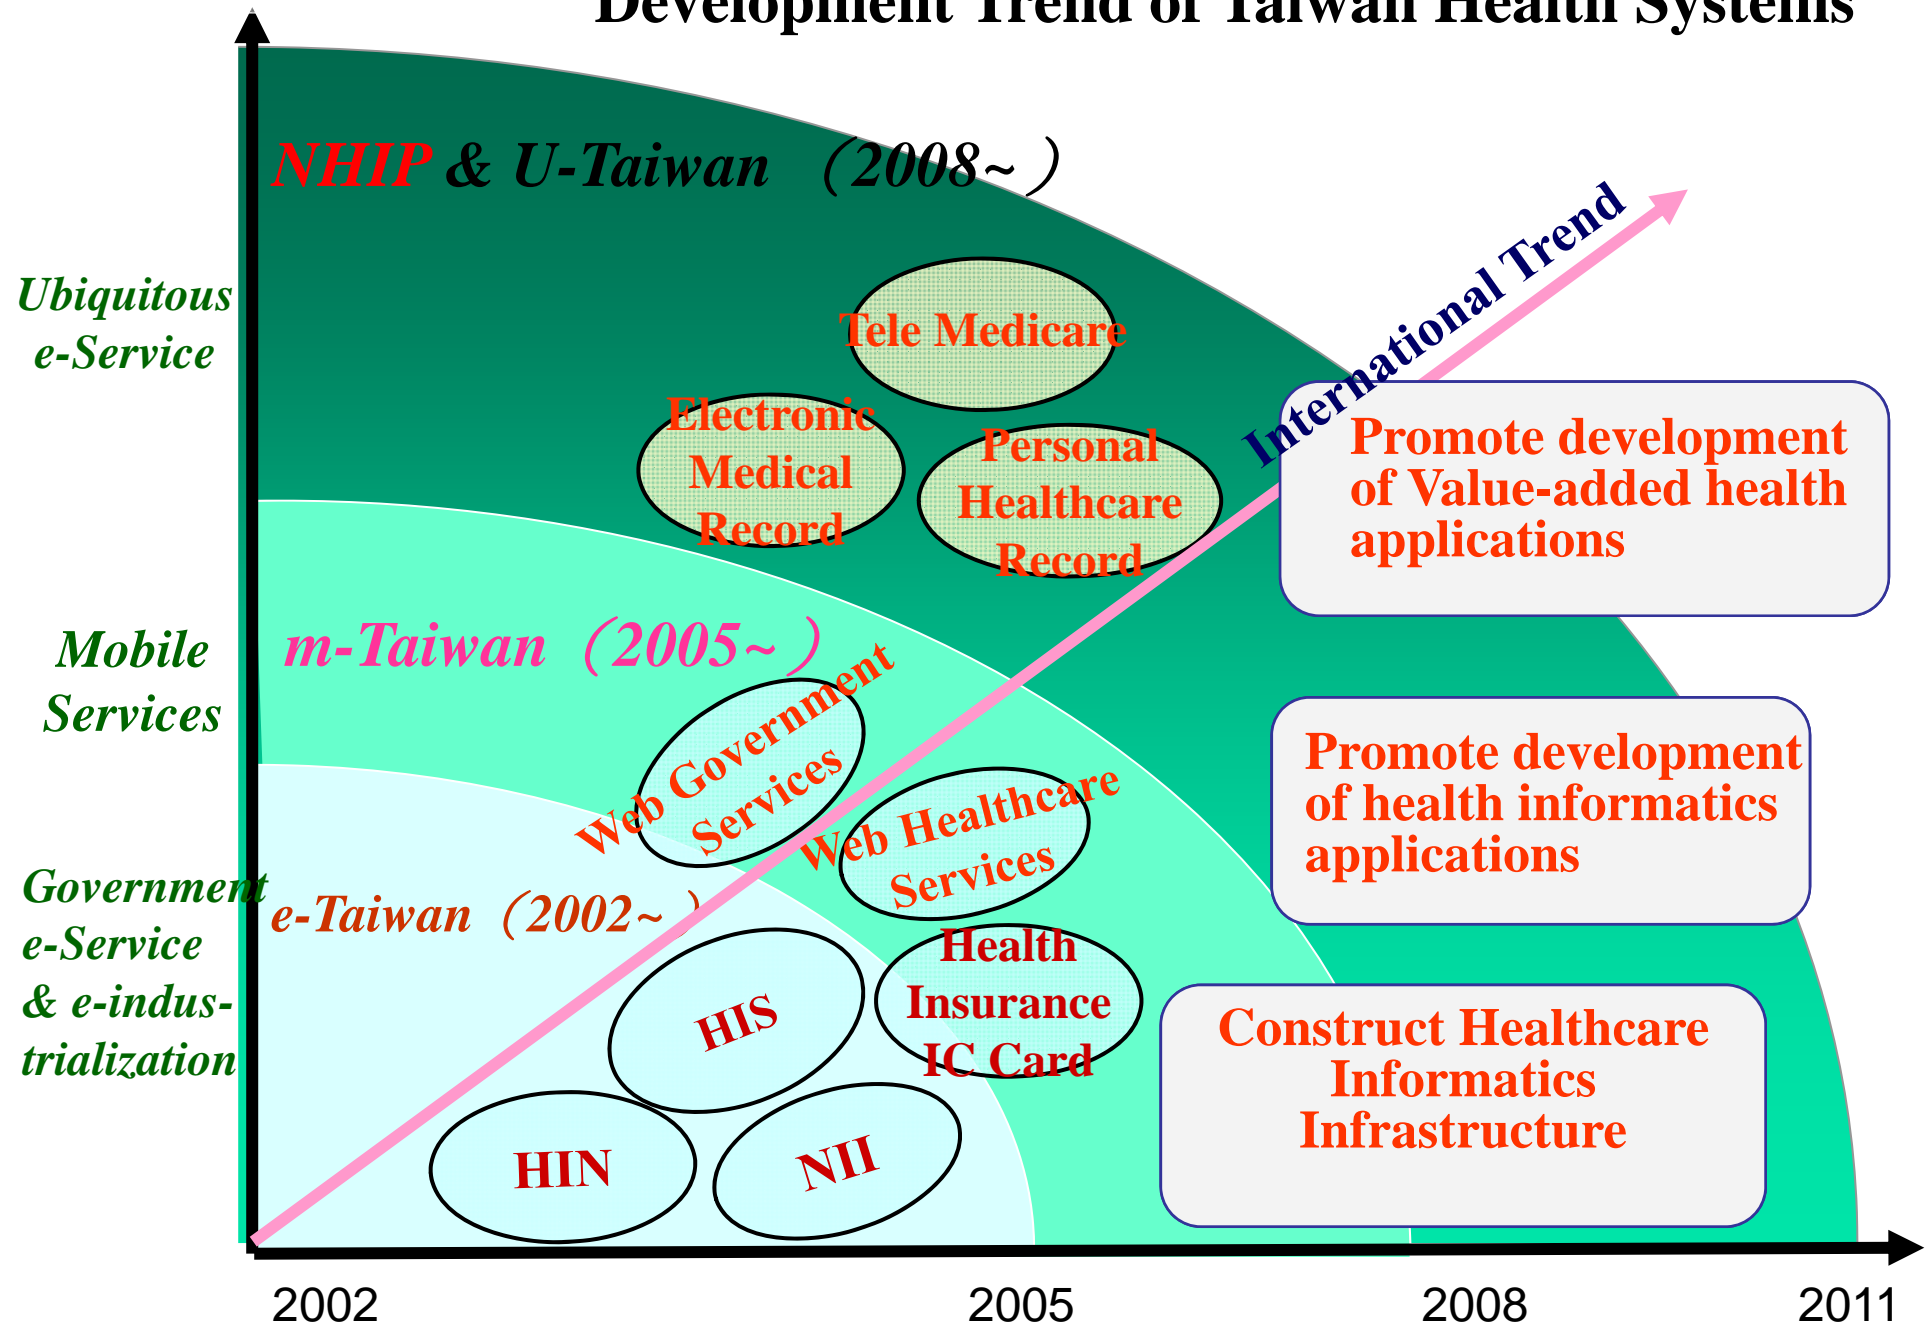 Development Trend of Taiwan Health Systems
NHIP & U-Taiwan （2008~ ）
International Trend
Ubiquitous
e-Service
Tele Medicare
Electronic
Medical
Record
Personal
Healthcare
Record
Promote development
of Value-added health
applications
Mobile
Services
m-Taiwan（2005~ ）
Web Government
Services
Web Healthcare
Services
Promote development
of health informatics
applications
Government
e-Service
& e-indus-
trialization
e-Taiwan（2002~ ）
HIS
Health
Insurance
IC Card
HIN
NII
Construct Healthcare
Informatics
Infrastructure
2002
2005
2008
2011